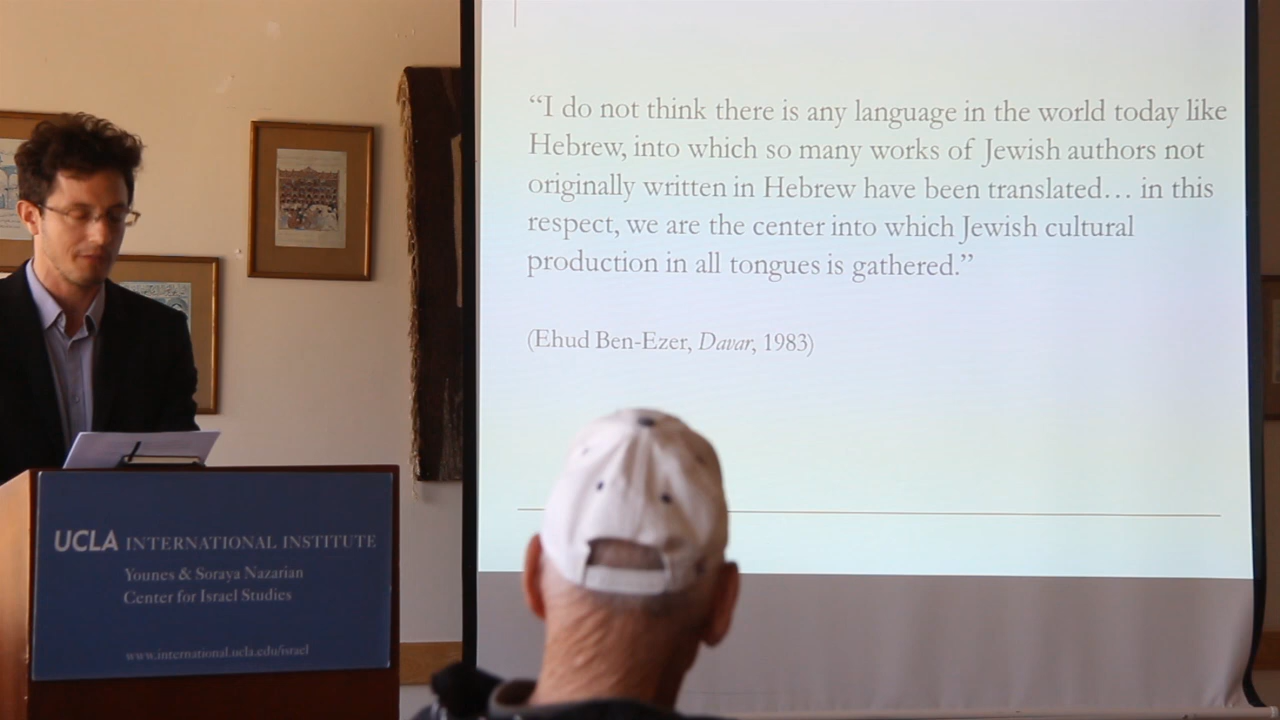 “I do not think there is any language in the world today like
Hebrew, into which so many works of Jewish authors not
originally written in Hebrew have been translated… in this
respect, we are the center into which Jewish cultural
production in all tongues is gathered.”
(Ehud Ben-Ezer, Davar, 1983)
UCLA INTERNATIONAL INSTITUTE
Younes & Soraya Nazarian
Center for Israel Studies
www.international.ucla.edu/israel